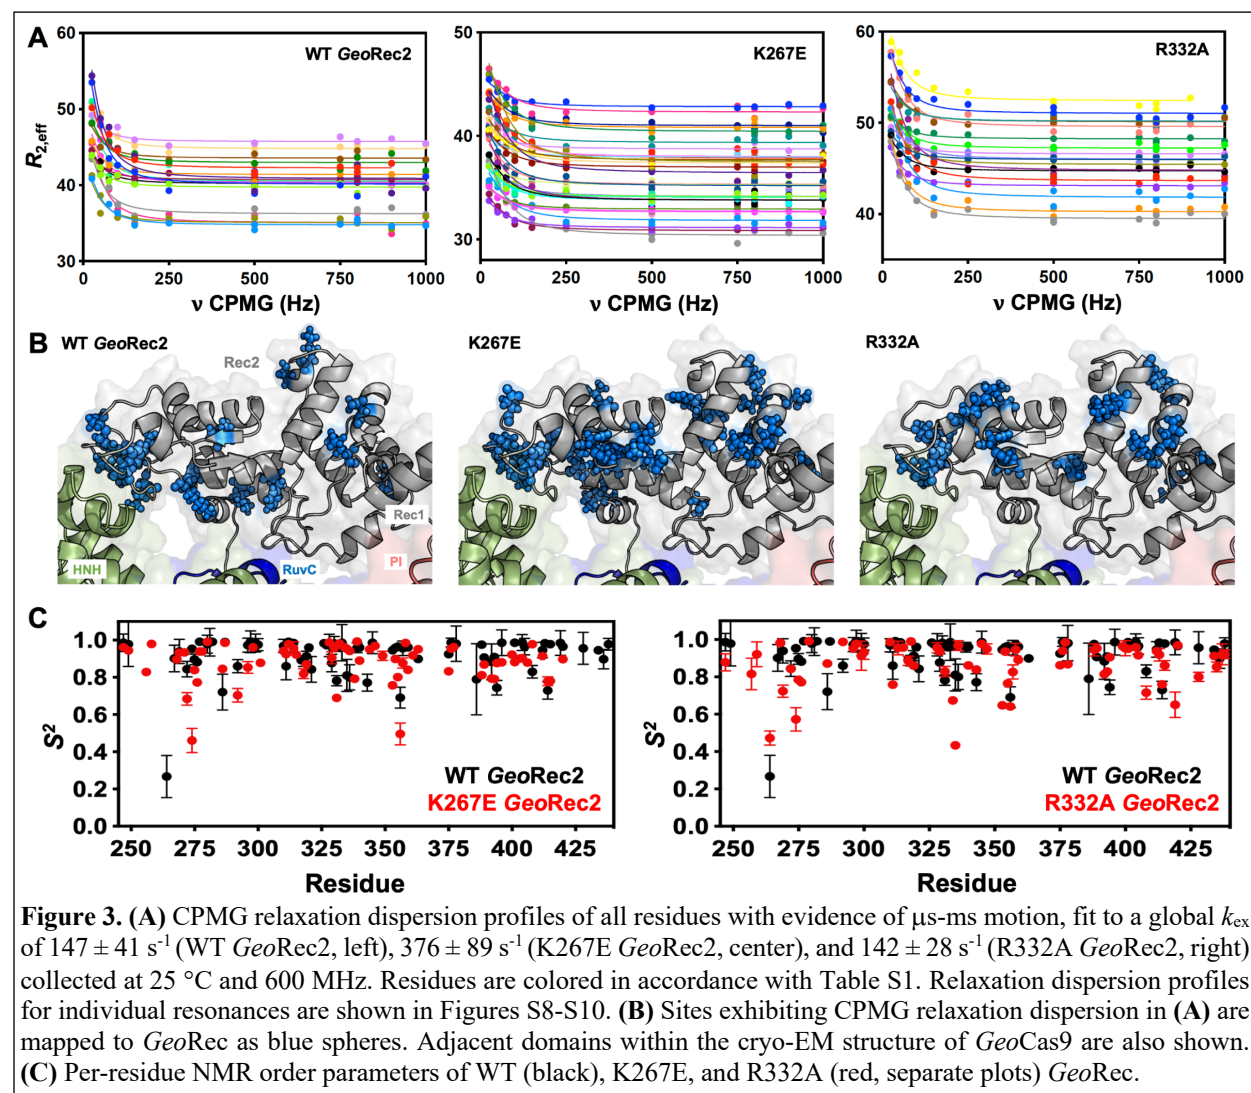 A
WT GeoRec2
K267E
R332A
R2,eff
60
50
40
30
0
250
500
750
1000
ν CPMG (Hz)
50
40
30
0
250
500
750
1000
ν CPMG (Hz)
60
50
40
0
250
500
750
1000
ν CPMG (Hz)
B
WT GeoRec2
Rec2
Rec1
HNH
RuvC
PI
K267E
R332A
C
S²
1.0
0.8
0.6
0.4
0.2
0.0
WT GeoRec2
K267E GeoRec2
250 275 300 325 350 375 400 425
Residue
S²
1.0
0.8
0.6
0.4
0.2
0.0
WT GeoRec2
R332A GeoRec2
250 275 300 325 350 375 400 425
Residue
Figure 3. (A) CPMG relaxation dispersion profiles of all residues with evidence of μs-ms motion, fit to a global kex
of 147 ± 41 s-1 (WT GeoRec2, left), 376 ± 89 s-1 (K267E GeoRec2, center), and 142 ± 28 s-1 (R332A GeoRec2, right)
collected at 25 °C and 600 MHz. Residues are colored in accordance with Table S1. Relaxation dispersion profiles
for individual resonances are shown in Figures S8-S10. (B) Sites exhibiting CPMG relaxation dispersion in (A) are
mapped to GeoRec as blue spheres. Adjacent domains within the cryo-EM structure of GeoCas9 are also shown.
(C) Per-residue NMR order parameters of WT (black), K267E, and R332A (red, separate plots) GeoRec.